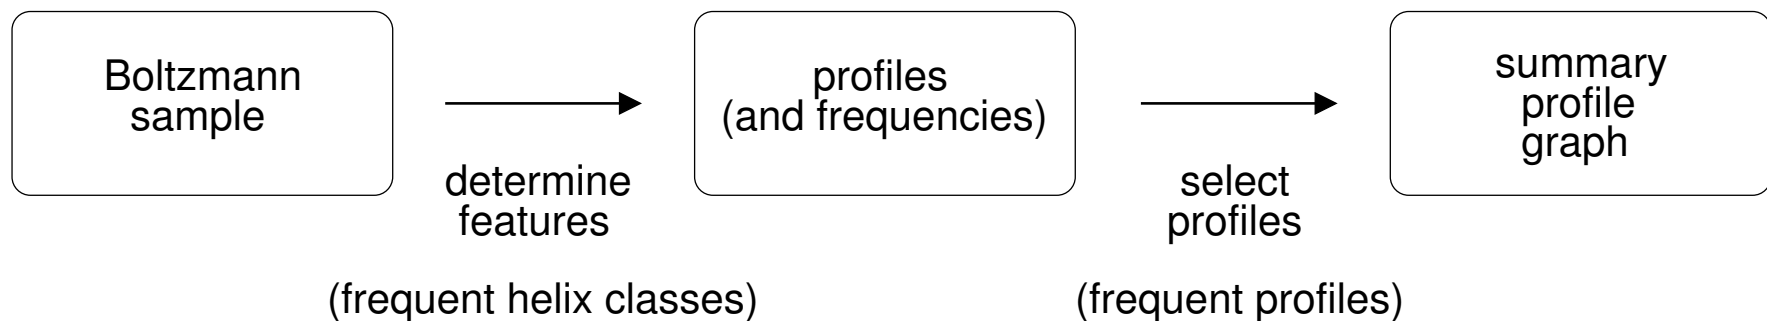 Boltzmann
sample
determine
features
(frequent helix classes)
profiles
(and frequencies)
select
profiles
(frequent profiles)
summary
profile
graph